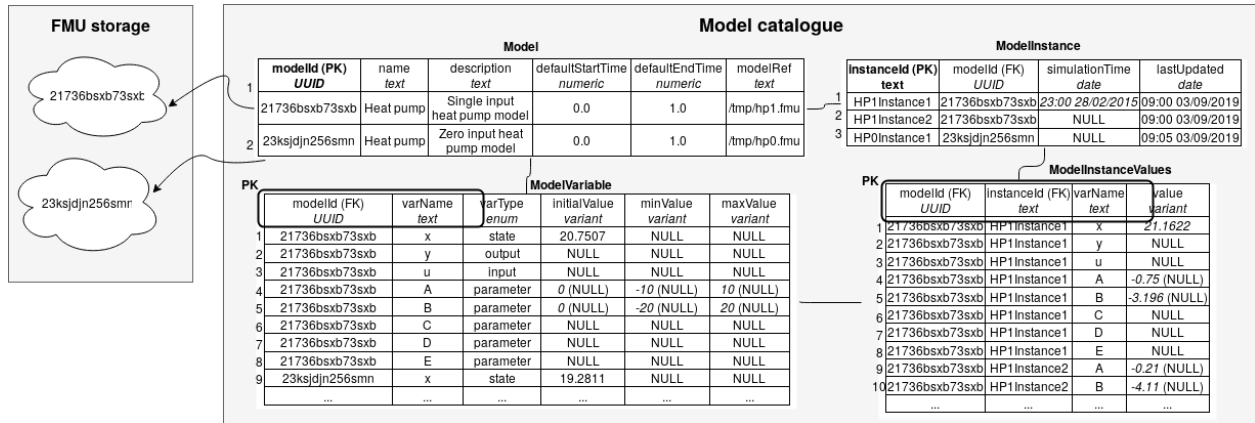 FMU storage
21736bsxb73sxb
23ksjdjn256smn
Model catalogue
Model
modelId (PK) name description defaultStartTime defaultEndTime modelRef
UUID text text numeric numeric text
1
21736bsxb73sxb Heat pump Single input heat pump model 0.0 1.0 /tmp/hp1.fmu
2 23ksjdjn256smn Heat pump Zero input heat pump model 0.0 1.0 /tmp/hp0.fmu
ModelInstance
instanceId (PK) modelId (FK) simulationTime lastUpdated
text UUID date date
1 HP1Instance1 21736bsxb73sxb 23:00 28/02/2015 09:00 03/09/2019
2 HP1Instance2 21736bsxb73sxb NULL 09:00 03/09/2019
3 HP0Instance1 23ksjdjn256smn NULL 09:05 03/09/2019
ModelVariable
PK
modelId (FK) varName varType initialValue minValue maxValue
UUID text enum variant variant variant
1 21736bsxb73sxb x state 20.7507 NULL NULL
2 21736bsxb73sxb y output NULL NULL NULL
3 21736bsxb73sxb u input NULL NULL NULL
4 21736bsxb73sxb A parameter 0 (NULL) -10 (NULL) 10 (NULL)
5 21736bsxb73sxb B parameter 0 (NULL) -20 (NULL) 20 (NULL)
6 21736bsxb73sxb C parameter NULL NULL NULL
7 21736bsxb73sxb D parameter NULL NULL NULL
8 21736bsxb73sxb E parameter NULL NULL NULL
9 23ksjdjn256smn x state 19.2811 NULL NULL
... ... ... ... ... ...
ModelInstanceValues
PK
modelId (FK) instanceId (FK) varName value
UUID text text variant
1 21736bsxb73sxb HP1Instance1 x 21.1622
2 21736bsxb73sxb HP1Instance1 y NULL
3 21736bsxb73sxb HP1Instance1 u NULL
4 21736bsxb73sxb HP1Instance1 A -0.75 (NULL)
5 21736bsxb73sxb HP1Instance1 B -3.196 (NULL)
6 21736bsxb73sxb HP1Instance1 C NULL
7 21736bsxb73sxb HP1Instance1 D NULL
8 21736bsxb73sxb HP1Instance1 E NULL
9 21736bsxb73sxb HP1Instance2 A -0.21 (NULL)
10 21736bsxb73sxb HP1Instance2 B -4.11 (NULL)
... ... ... ...